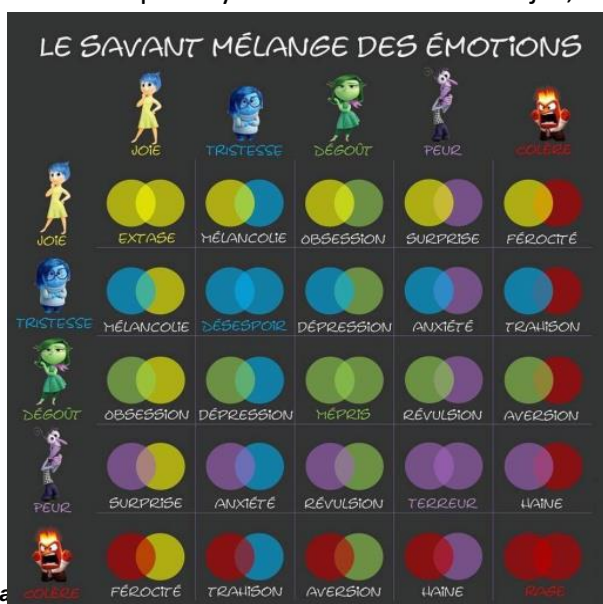 LE SAVANT MÉLANGE DES ÉMOTIONS
JOIE TRISTESSE DÉGOÛT PEUR COLÈRE
JOIE EXTASE MÉLANCOLIE OBSESSION SURPRISE FÉROCITÉ
TRISTESSE MÉLANCOLIE DÉSESPOIR DÉPRESSION ANXIÉTÉ TRAHISON
DÉGOÛT OBSESSION DÉPRESSION MÉPRIS RÉVULSION AVERSION
PEUR SURPRISE ANXIÉTÉ RÉVULSION TERREUR HAINE
COLÈRE FÉROCITÉ TRAHISON AVERSION HAINE RAGE